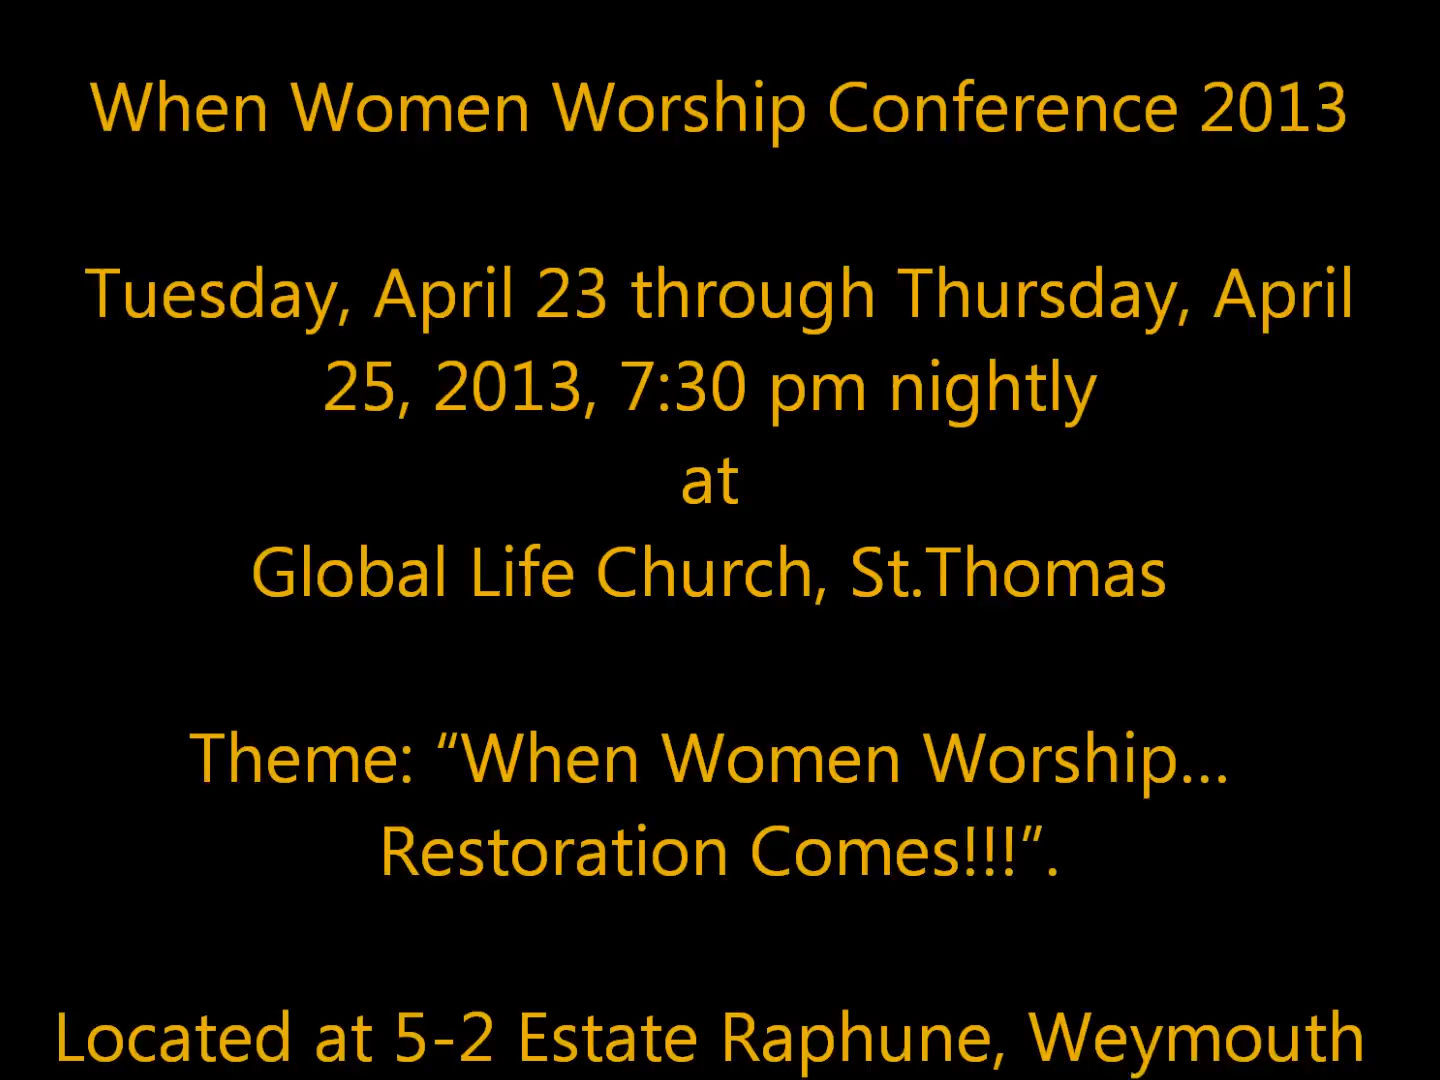 When Women Worship Conference 2013
Tuesday, April 23 through Thursday, April
25, 2013, 7:30 pm nightly
at
Global Life Church, St.Thomas
Theme: “When Women Worship...
Restoration Comes!!!”.
Located at 5-2 Estate Raphune, Weymouth